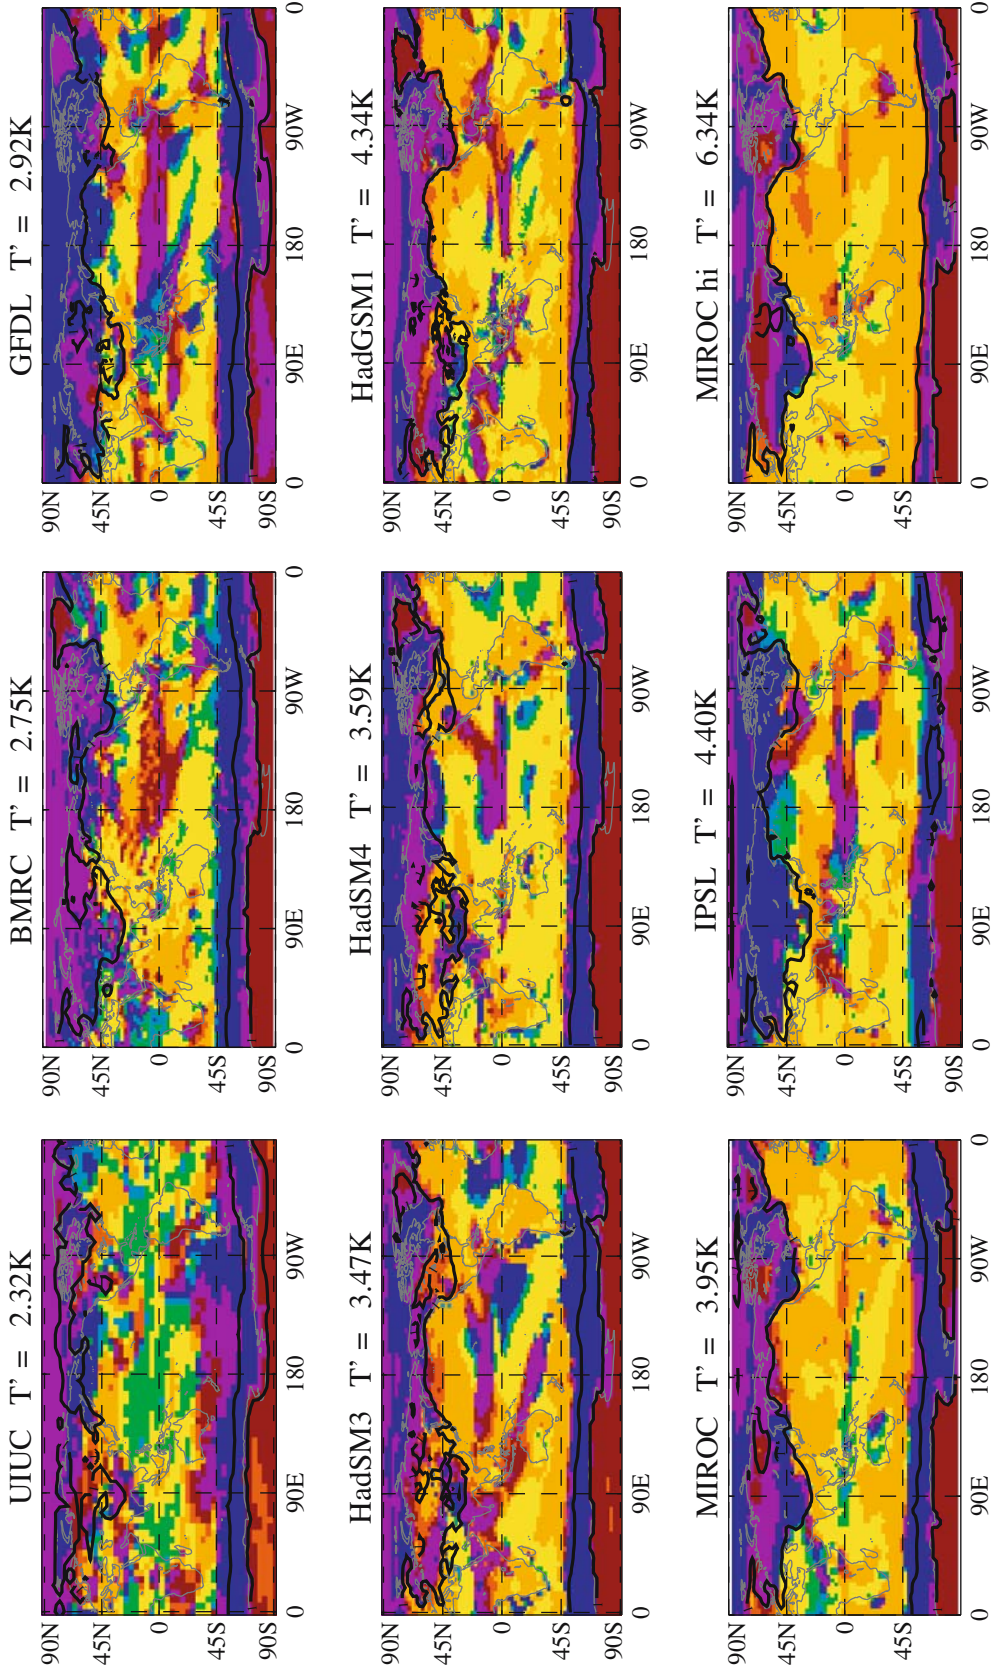 UIUC T' = 2.32K
90N
45N
0
45S
90S
0 90E 180 90W 0
BMRC T' = 2.75K
90N
45N
0
45S
90S
0 90E 180 90W 0
GFDL T' = 2.92K
90N
45N
0
45S
90S
0 90E 180 90W 0
HadSM3 T' = 3.47K
90N
45N
0
45S
90S
0 90E 180 90W 0
HadSM4 T' = 3.59K
90N
45N
0
45S
90S
0 90E 180 90W 0
HadGSM1 T' = 4.34K
90N
45N
0
45S
90S
0 90E 180 90W 0
MIROC T' = 3.95K
90N
45N
0
45S
0 90E 180 90W 0
IPSL T' = 4.40K
90N
45N
0
45S
90S
0 90E 180 90W 0
MIROC hi T' = 6.34K
90N
45N
0
45S
0 90E 180 90W 0